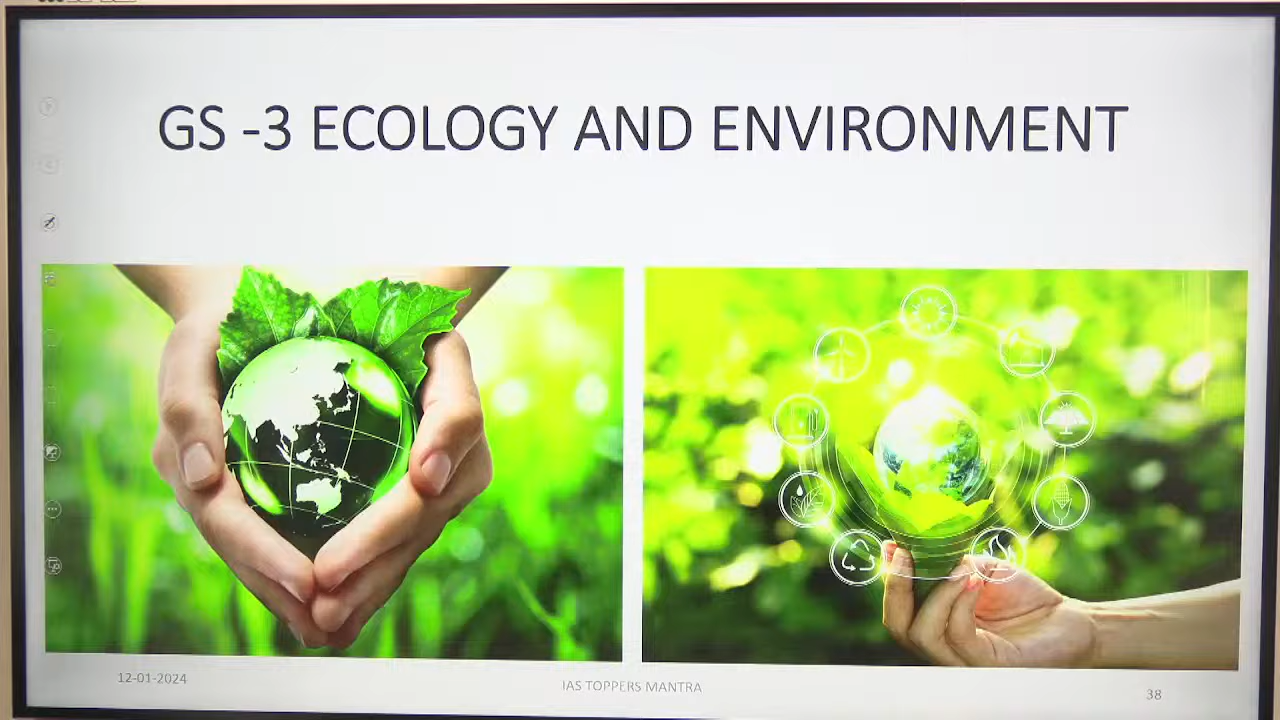 GS -3 ECOLOGY AND ENVIRONMENT
12-01-2024
IAS TOPPERS MANTRA
38